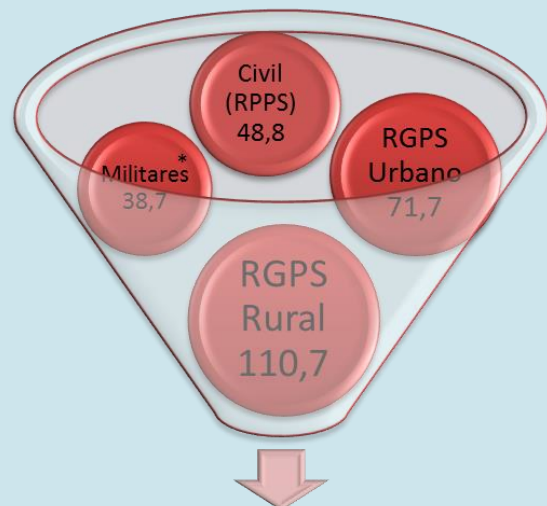 Civil
(RPPS)
48,8
Militares*
38,7
RGPS
Urbano
71,7
RGPS
Rural
110,7